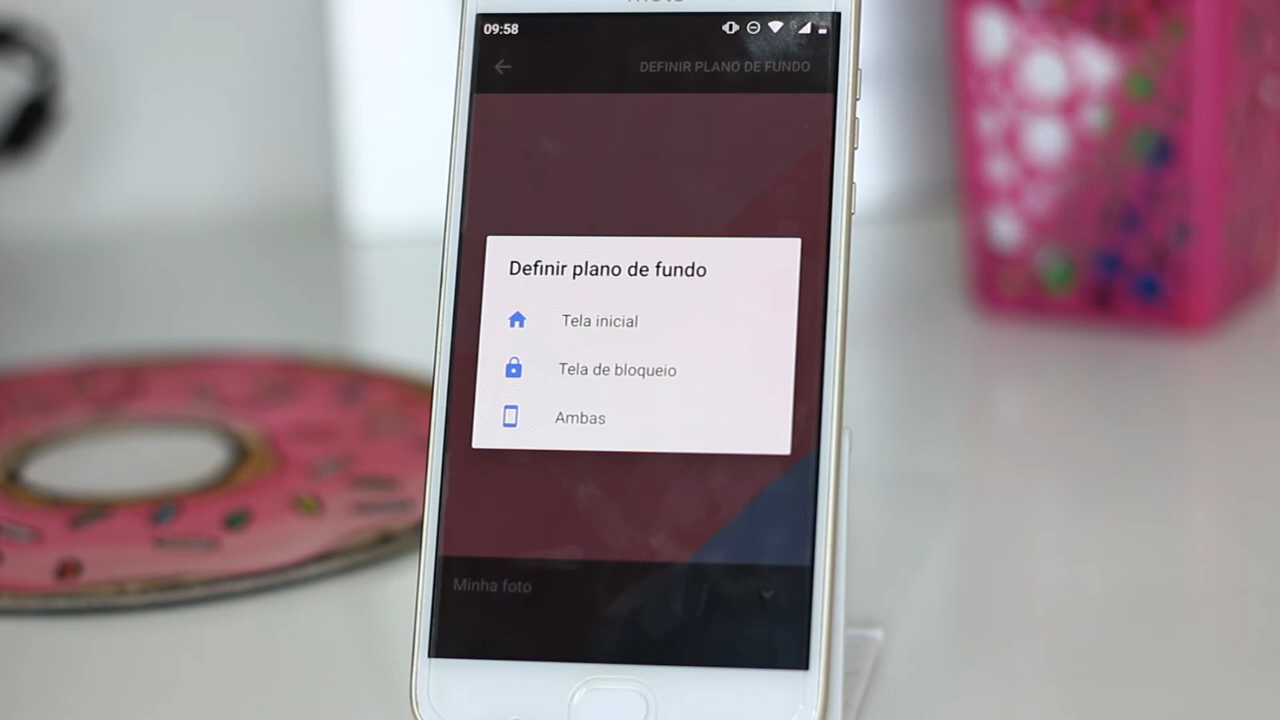 09:58
DEFINIR PLANO DE FUNDO
Definir plano de fundo
Tela inicial
Tela de bloqueio
Ambas
Minha foto